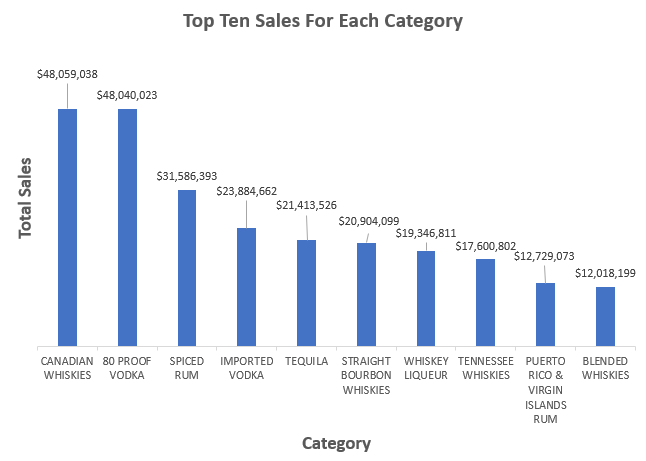 Top Ten Sales For Each Category
$48,059,038
$48,040,023
$31,586,393
$23,884,662
$21,413,526
$20,904,099
$19,346,811
$17,600,802
$12,729,073
$12,018,199
Total Sales
CANADIAN
WHISKIES
80 PROOF
VODKA
SPICED
RUM
IMPORTED
VODKA
TEQUILA
STRAIGHT
BOURBON
WHISKIES
WHISKEY
LIQUEUR
TENNESSEE
WHISKIES
PUERTO
RICO &
VIRGIN
ISLANDS
RUM
BLENDED
WHISKIES
Category